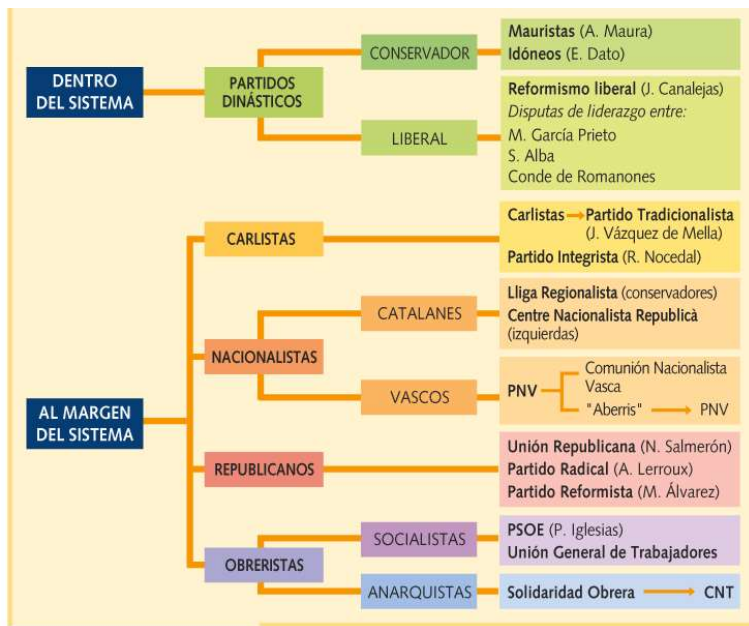 DENTRO
DEL SISTEMA
PARTIDOS
DINÁSTICOS
CONSERVADOR
Mauristas (A. Maura)
Idóneos (E. Dato)
LIBERAL
Reformismo liberal (J. Canalejas)
Disputas de liderazgo entre:
M. García Prieto
S. Alba
Conde de Romanones
AL MARGEN
DEL SISTEMA
CARLISTAS
Carlistas → Partido Tradicionalista
(J. Vázquez de Mella)
Partido Integrista (R. Nocedal)
NACIONALISTAS
CATALANES
Lliga Regionalista (conservadores)
Centre Nacionalista Republicà
(izquierdas)
VASCOS
PNV
Comunión Nacionalista
Vasca
"Aberris" → PNV
REPUBLICANOS
Unión Republicana (N. Salmerón)
Partido Radical (A. Lerroux)
Partido Reformista (M. Álvarez)
OBRERISTAS
SOCIALISTAS
PSOE (P. Iglesias)
Unión General de Trabajadores
ANARQUISTAS
Solidaridad Obrera → CNT